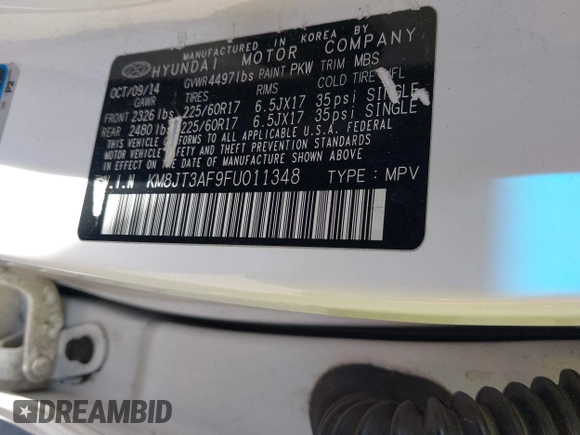 MANUFACTURED IN KOREA BY
HYUNDAI MOTOR COMPANY
OCT/09/14 GVWR 4497lbs PAINT PKW TRIM MBS
GAWR TIRES RIMS COLD TIRE INFL
FRONT 2326 lbs 225/60R17 6.5JX17 35psi SINGLE
REAR 2480 lbs 225/60R17 6.5JX17 35psi SINGLE
THIS VEHICLE CONFORMS TO ALL APPLICABLE U.S.A. FEDERAL
MOTOR VEHICLE SAFETY AND THEFT PREVENTION STANDARDS
IN EFFECT ON THE DATE OF MANUFACTURE SHOWN ABOVE.
V.I.N KM8JT3AF9FU011348 TYPE : MPV
DREAMBID